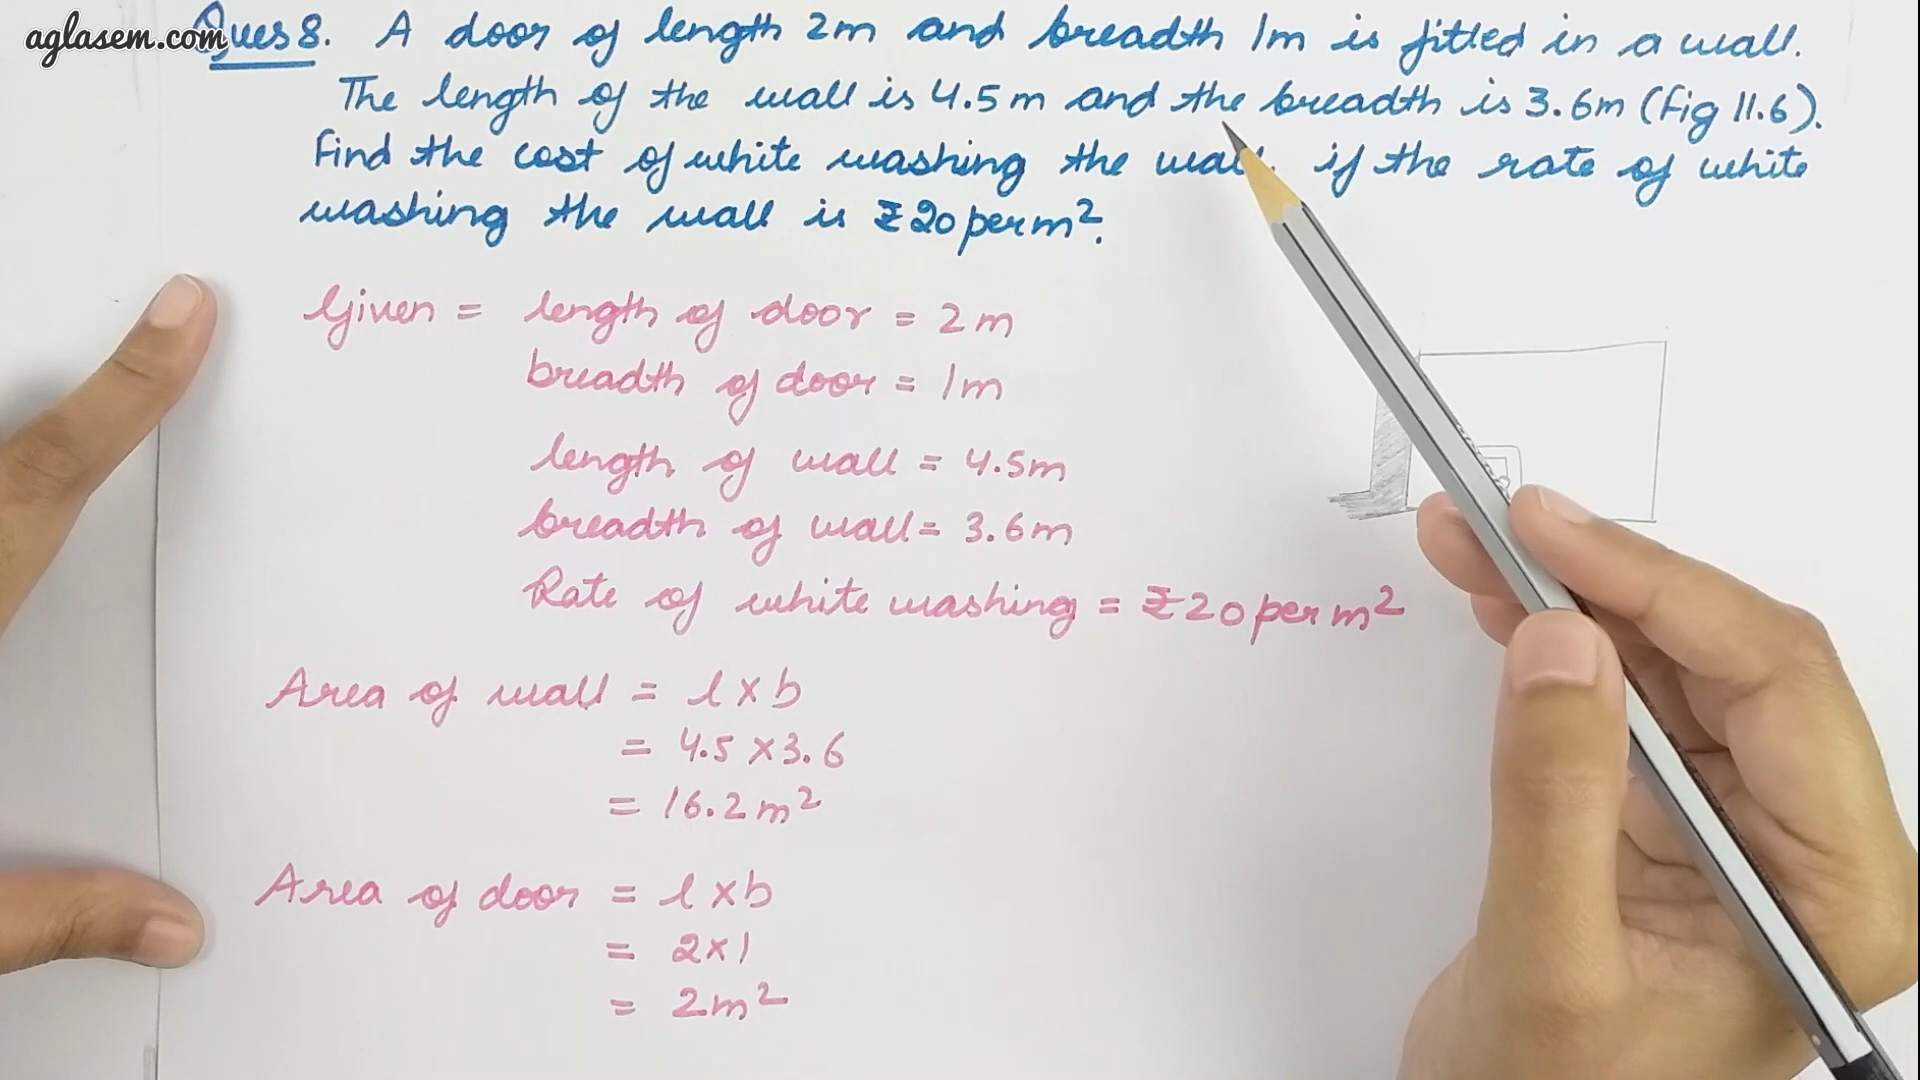 aglasem.com
Ques 8. A door of length 2m and breadth 1m is fitted in a wall.
The length of the wall is 4.5m and the breadth is 3.6m (Fig 11.6).
Find the cost of white washing the wall if the rate of white
washing the wall is ₹20 per m².
Given = length of door = 2m
breadth of door = 1m
length of wall = 4.5m
breadth of wall = 3.6m
Rate of white washing = ₹20 per m²
Area of wall = l × b
= 4.5 × 3.6
= 16.2m²
Area of door = l × b
= 2 × 1
= 2m²